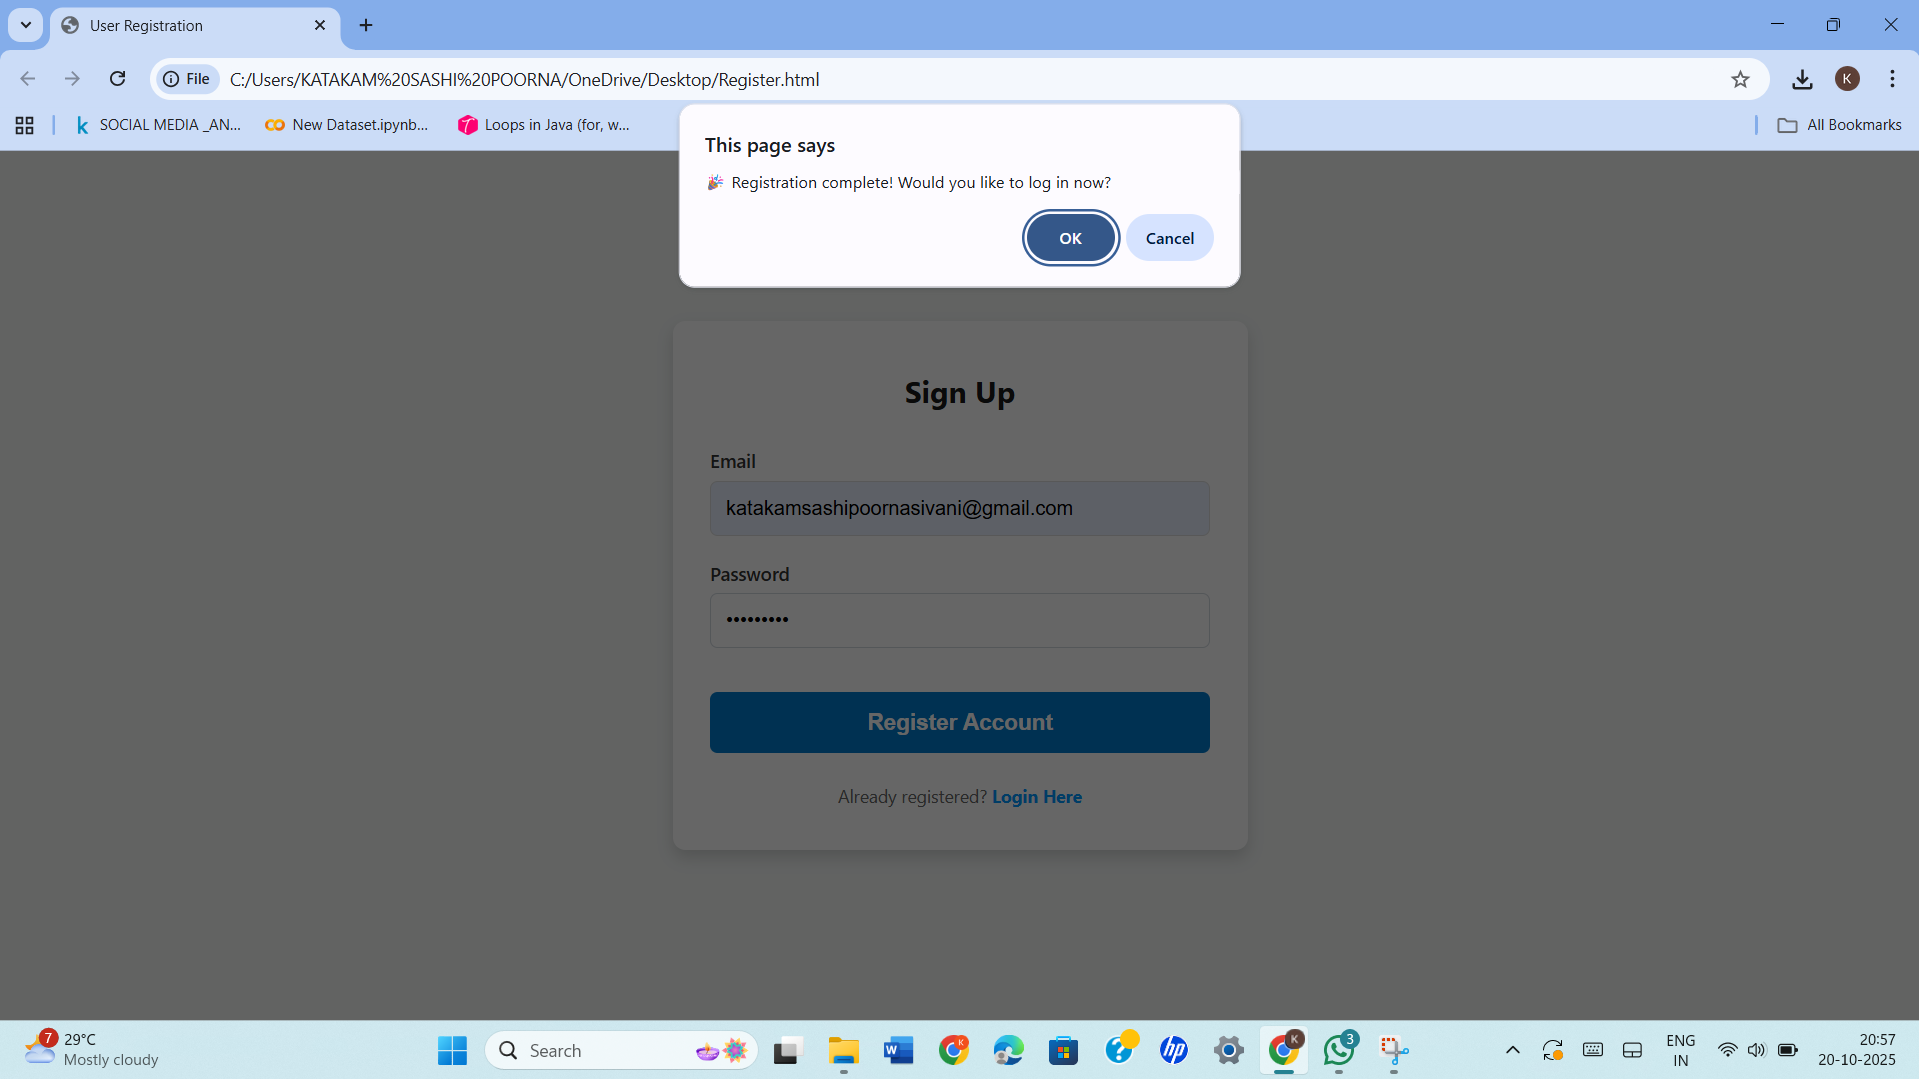 User Registration
File
C:/Users/KATAKAM%20SASHI%20POORNA/OneDrive/Desktop/Register.html
K
SOCIAL MEDIA _AN...
New Dataset.ipynb...
Loops in Java (for, w...
All Bookmarks
This page says
🎉 Registration complete! Would you like to log in now?
OK
Cancel
Sign Up
Email
katakamsashipoornasivani@gmail.com
Password
•••••••••
Register Account
Already registered? Login Here
7
29°C
Mostly cloudy
Search
W
K
?
hp
K
3
ENG
IN
20:57
20-10-2025